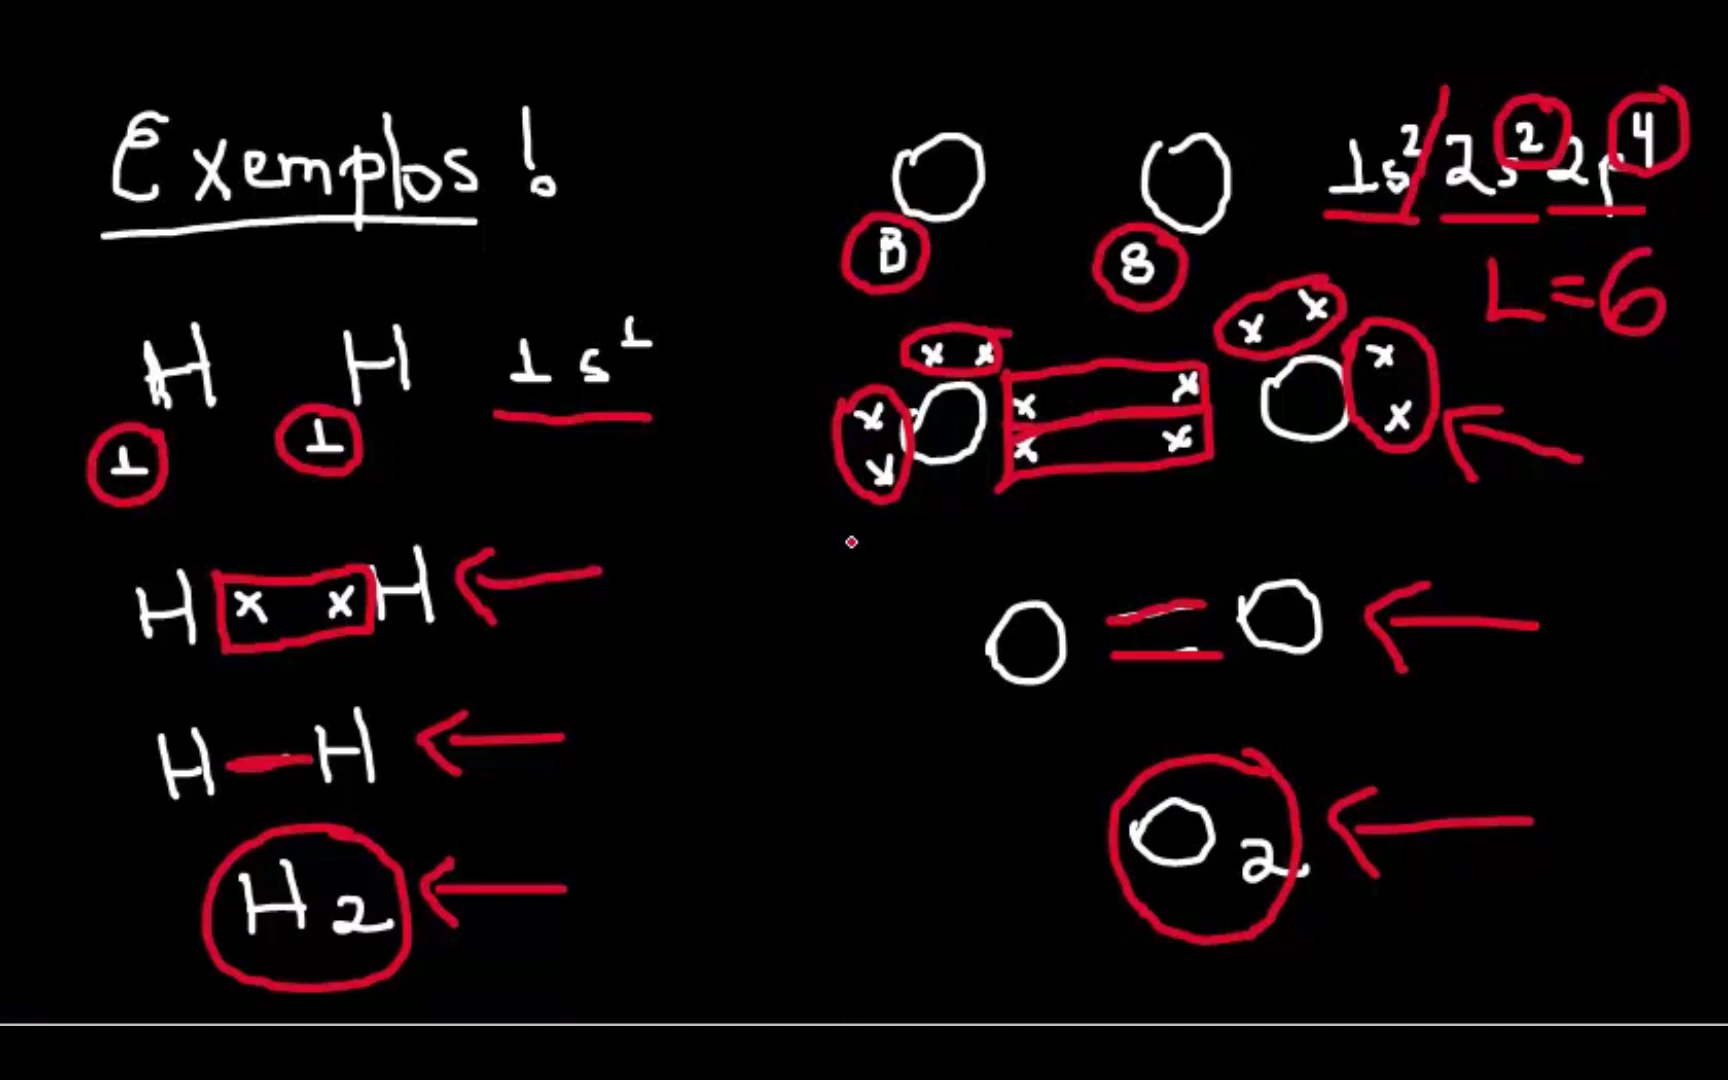 Exemplos!
H H 1s¹
1 1
H x x H
H-H
H₂
O O 1s²/2s² 2p⁴
8 8
L=6
x x x x
x O x x O x
x x x x
O=O
O₂